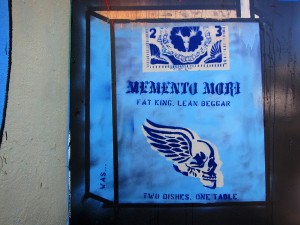 2 3
MEMENTO MORI
FAT KING, LEAN BEGGAR
WAS...
TWO DISHES, ONE TABLE